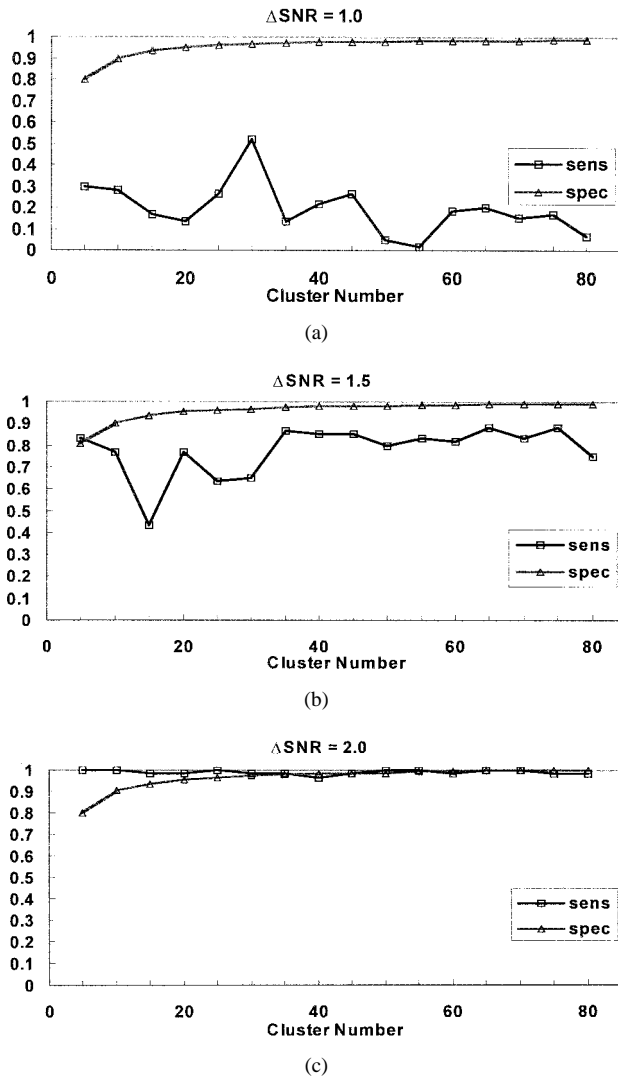 ΔSNR = 1.0
1
0.9
0.8
0.7
0.6
0.5
0.4
0.3
0.2
0.1
0
sens
spec
0 20 40 60 80
Cluster Number
(a)
ΔSNR = 1.5
1
0.9
0.8
0.7
0.6
0.5
0.4
0.3
0.2
0.1
0
sens
spec
0 20 40 60 80
Cluster Number
(b)
ΔSNR = 2.0
1
0.9
0.8
0.7
0.6
0.5
0.4
0.3
0.2
0.1
0
sens
spec
0 20 40 60 80
Cluster Number
(c)